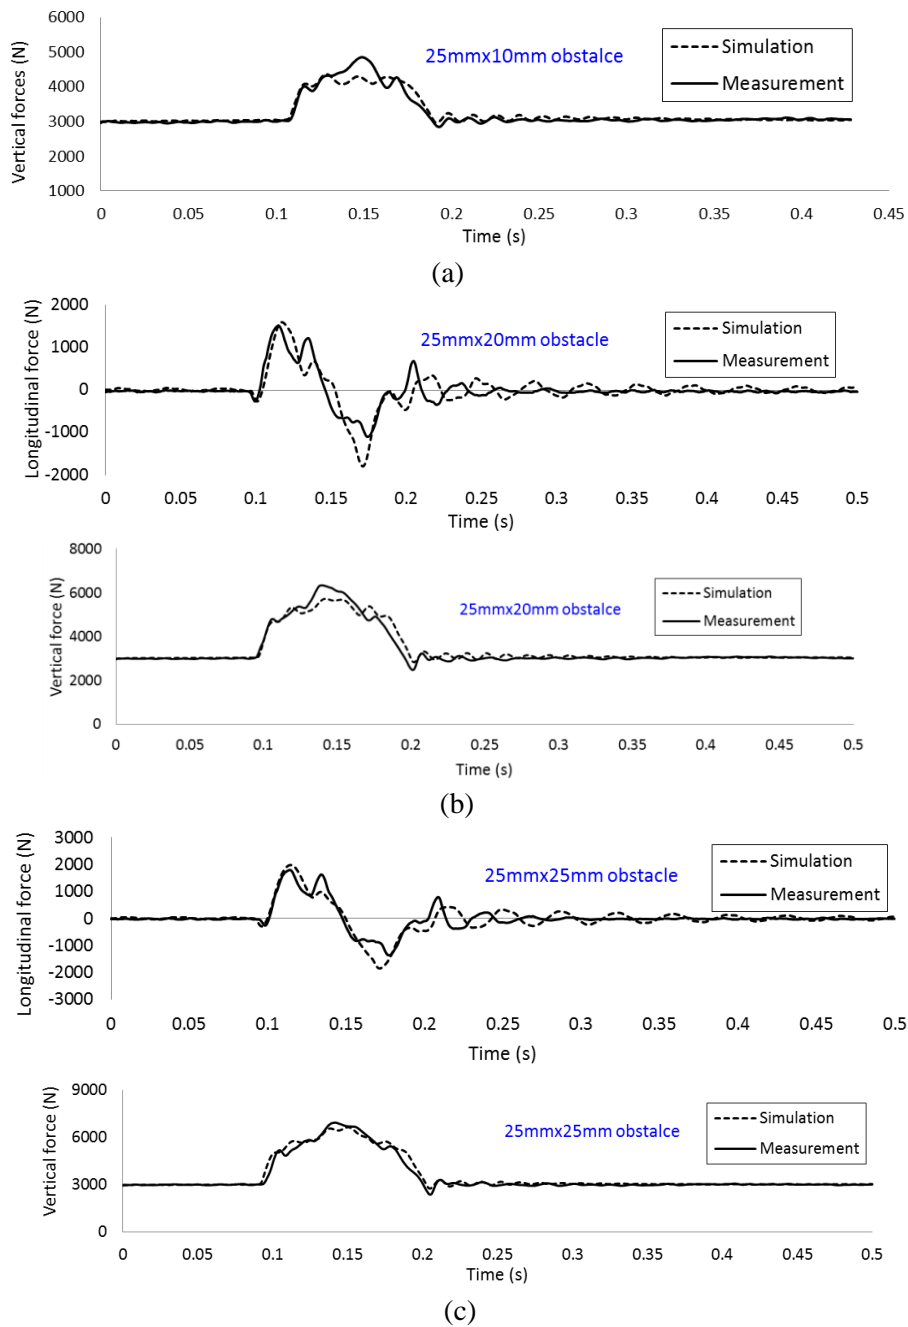 6000
5000
4000
3000
2000
1000
Vertical forces (N)
25mmx10mm obstalce
Simulation
Measurement
0 0.05 0.1 0.15 0.2 0.25 0.3 0.35 0.4 0.45
Time (s)
(a)
2000
1000
0
-1000
-2000
Longitudinal force (N)
25mmx20mm obstacle
Simulation
Measurement
0 0.05 0.1 0.15 0.2 0.25 0.3 0.35 0.4 0.45 0.5
Time (s)
8000
6000
4000
2000
0
Vertical force (N)
25mmx20mm obstacle
Simulation
Measurement
0 0.05 0.1 0.15 0.2 0.25 0.3 0.35 0.4 0.45 0.5
Time (s)
(b)
3000
2000
1000
0
-1000
-2000
-3000
Longitudinal force (N)
25mmx25mm obstacle
Simulation
Measurement
0 0.05 0.1 0.15 0.2 0.25 0.3 0.35 0.4 0.45 0.5
Time (s)
9000
6000
3000
0
Vertical force (N)
25mmx25mm obstalce
Simulation
Measurement
0 0.05 0.1 0.15 0.2 0.25 0.3 0.35 0.4 0.45 0.5
Time (s)
(c)